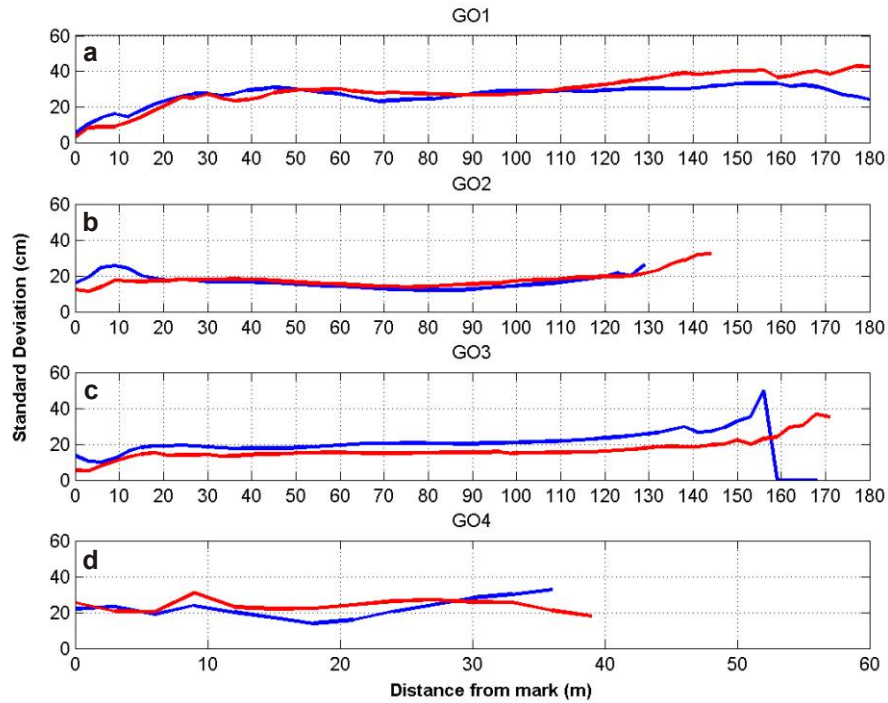 GO1
a
60
40
20
0
0 10 20 30 40 50 60 70 80 90 100 110 120 130 140 150 160 170 180
GO2
b
60
40
20
0
0 10 20 30 40 50 60 70 80 90 100 110 120 130 140 150 160 170 180
Standard Deviation (cm)
GO3
c
60
40
20
0
0 10 20 30 40 50 60 70 80 90 100 110 120 130 140 50 160 170 180
GO4
d
60
40
20
0
0 10 20 30 40 50 60
Distance from mark (m)